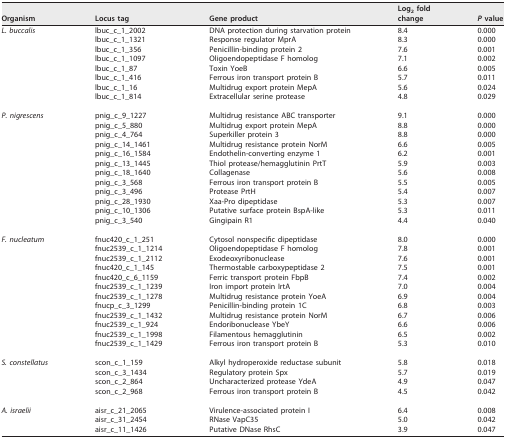 Organism Locus tag Gene product Log2 fold change P value
L. buccalis lbuc_c_1_2002 DNA protection during starvation protein 8.4 0.000
lbuc_c_1_1321 Response regulator MprA 8.3 0.000
lbuc_c_1_356 Penicillin-binding protein 2 7.6 0.001
lbuc_c_1_1097 Oligoendopeptidase F homolog 7.1 0.002
lbuc_c_1_87 Toxin YoeB 6.6 0.005
lbuc_c_1_416 Ferrous iron transport protein B 5.7 0.011
lbuc_c_1_16 Multidrug export protein MepA 5.6 0.024
lbuc_c_1_814 Extracellular serine protease 4.8 0.029
P. nigrescens pnig_c_9_1227 Multidrug resistance ABC transporter 9.1 0.000
pnig_c_5_880 Multidrug export protein MepA 8.8 0.000
pnig_c_4_764 Superkiller protein 3 8.8 0.000
pnig_c_14_1461 Multidrug resistance protein NorM 6.6 0.005
pnig_c_16_1584 Endothelin-converting enzyme 1 6.2 0.001
pnig_c_13_1445 Thiol protease/hemagglutinin PrtT 5.9 0.003
pnig_c_18_1640 Collagenase 5.6 0.008
pnig_c_3_568 Ferrous iron transport protein B 5.5 0.005
pnig_c_3_496 Protease PrtH 5.4 0.007
pnig_c_28_1930 Xaa-Pro dipeptidase 5.3 0.007
pnig_c_10_1306 Putative surface protein BspA-like 5.3 0.011
pnig_c_3_540 Gingipain R1 4.4 0.040
F. nucleatum fnuc420_c_1_251 Cytosol nonspecific dipeptidase 8.0 0.000
fnuc2539_c_1_1214 Oligoendopeptidase F homolog 7.8 0.001
fnuc2539_c_1_2112 Exodeoxyribonuclease 7.6 0.001
fnuc420_c_1_145 Thermostable carboxypeptidase 2 7.5 0.001
fnuc420_c_6_1159 Ferric transport protein FbpB 7.4 0.002
fnuc2539_c_1_1239 Iron import protein IrtA 7.0 0.004
fnuc2539_c_1_1278 Multidrug resistance protein YoeA 6.9 0.004
fnucp_c_3_1299 Penicillin-binding protein 1C 6.8 0.003
fnuc2539_c_1_1432 Multidrug resistance protein NorM 6.7 0.006
fnuc2539_c_1_924 Endoribonuclease YbeY 6.6 0.006
fnuc2539_c_1_1998 Filamentous hemagglutinin 6.5 0.002
fnuc2539_c_1_1429 Ferrous iron transport protein B 5.3 0.010
S. constellatus scon_c_1_159 Alkyl hydroperoxide reductase subunit 5.8 0.018
scon_c_3_1434 Regulatory protein Spx 5.7 0.019
scon_c_2_864 Uncharacterized protease YdeA 4.9 0.047
scon_c_2_968 Ferrous iron transport protein B 4.5 0.042
A. israelii aisr_c_21_2065 Virulence-associated protein I 6.4 0.008
aisr_c_31_2454 RNase VapC35 5.0 0.042
aisr_c_11_1426 Putative DNase RhsC 3.9 0.047